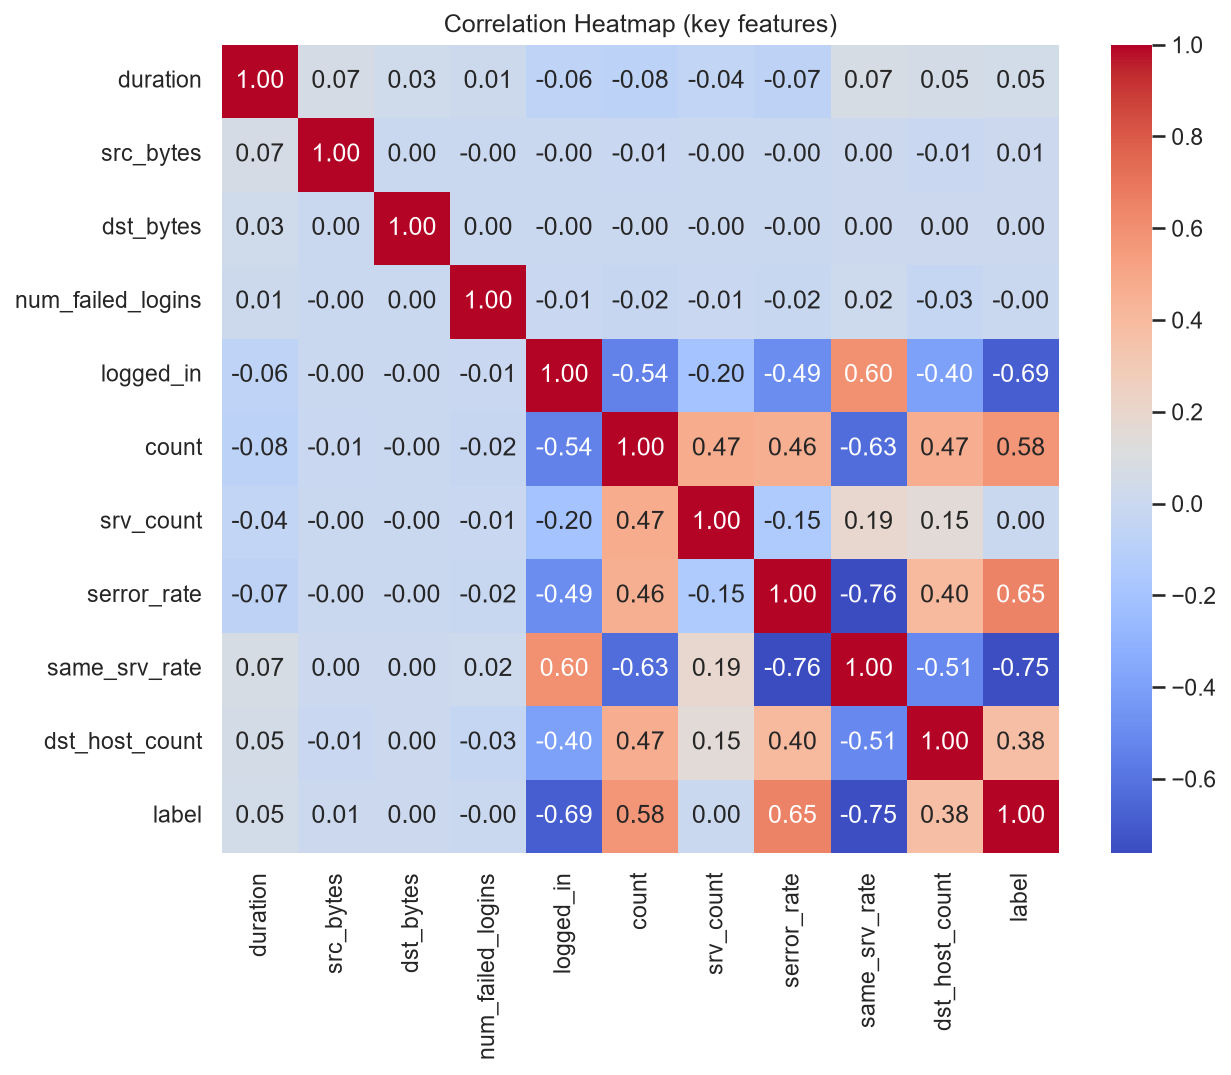 Correlation Heatmap (key features)
duration 1.00 0.07 0.03 0.01 -0.06 -0.08 -0.04 -0.07 0.07 0.05 0.05
src_bytes 0.07 1.00 0.00 -0.00 -0.00 -0.01 -0.00 -0.00 0.00 -0.01 0.01
dst_bytes 0.03 0.00 1.00 0.00 -0.00 -0.00 -0.00 -0.00 0.00 0.00 0.00
num_failed_logins 0.01 -0.00 0.00 1.00 -0.01 -0.02 -0.01 -0.02 0.02 -0.03 -0.00
logged_in -0.06 -0.00 -0.00 -0.01 1.00 -0.54 -0.20 -0.49 0.60 -0.40 -0.69
count -0.08 -0.01 -0.00 -0.02 -0.54 1.00 0.47 0.46 -0.63 0.47 0.58
srv_count -0.04 -0.00 -0.00 -0.01 -0.20 0.47 1.00 -0.15 0.19 0.15 0.00
serror_rate -0.07 -0.00 -0.00 -0.02 -0.49 0.46 -0.15 1.00 -0.76 0.40 0.65
same_srv_rate 0.07 0.00 0.00 0.02 0.60 -0.63 0.19 -0.76 1.00 -0.51 -0.75
dst_host_count 0.05 -0.01 0.00 -0.03 -0.40 0.47 0.15 0.40 -0.51 1.00 0.38
label 0.05 0.01 0.00 -0.00 -0.69 0.58 0.00 0.65 -0.75 0.38 1.00
duration
src_bytes
dst_bytes
num_failed_logins
logged_in
count
srv_count
serror_rate
same_srv_rate
dst_host_count
label
1.0
0.8
0.6
0.4
0.2
0.0
−0.2
−0.4
−0.6